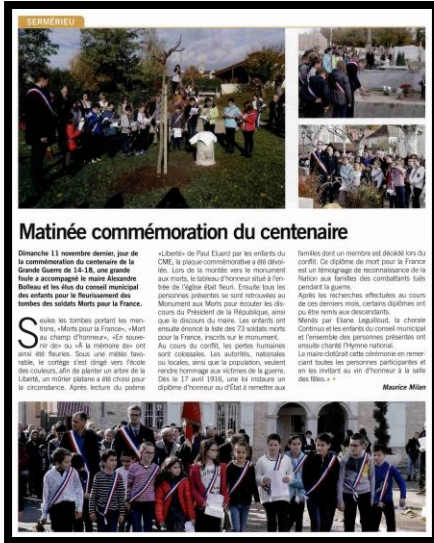 SERMÉRIEU
Matinée commémoration du centenaire
Dimanche 11 novembre dernier, jour de
la commémoration du centenaire de la
Grande Guerre de 14-18, une grande
foule a accompagné le maire Alexandre
Bolleau et les élus du conseil municipal
des enfants pour le fleurissement des
tombes des soldats Morts pour la France.
Seules les tombes portant les men-
tions, «Morts pour la France», «Mort
au champ d'honneur», «En souve-
nir de» ou «À la mémoire de» ont
ainsi été fleuries. Sous une météo favo-
rable, le cortège s'est dirigé vers l'école
des couleurs, afin de planter un arbre de la
Liberté, un mûrier platane a été choisi pour
la circonstance. Après lecture du poème
«Liberté» de Paul Eluard par les enfants du
CME, la plaque commémorative a été dévoi-
lée. Lors de la montée vers le monument
aux morts, le tableau d'honneur situé à l'en-
trée de l'église était fleuri. Ensuite tous les
personnes présentes se sont retrouvées au
Monument aux Morts pour écouter les dis-
cours du Président de la République, ainsi
que le discours du maire. Les enfants ont
ensuite énoncé la liste des 73 soldats morts
pour la France, inscrits sur le monument.
Au cours du conflit, les pertes humaines
sont colossales. Les autorités, nationales
ou locales, ainsi que la population, veulent
rendre hommage aux victimes de la guerre.
Dès le 17 avril 1916, une loi instaure un
diplôme d'honneur ou d'État à remettre aux
familles dont un membre est décédé lors du
conflit. Ce diplôme de mort pour la France
est un témoignage de reconnaissance de la
Nation aux familles des combattants tués
pendant la guerre.
Après les recherches effectuées au cours
de ces derniers mois, certains diplômes ont
pu être remis aux descendants.
Menés par Eliane Leguilloud, la chorale
Continuo et les enfants du conseil municipal
et l'ensemble des personnes présentes ont
ensuite chanté l'Hymne national.
Le maire clôturait cette cérémonie en remer-
ciant toutes les personnes participantes et
en les invitant au vin d'honneur à la salle
des fêtes.»
Maurice Milan